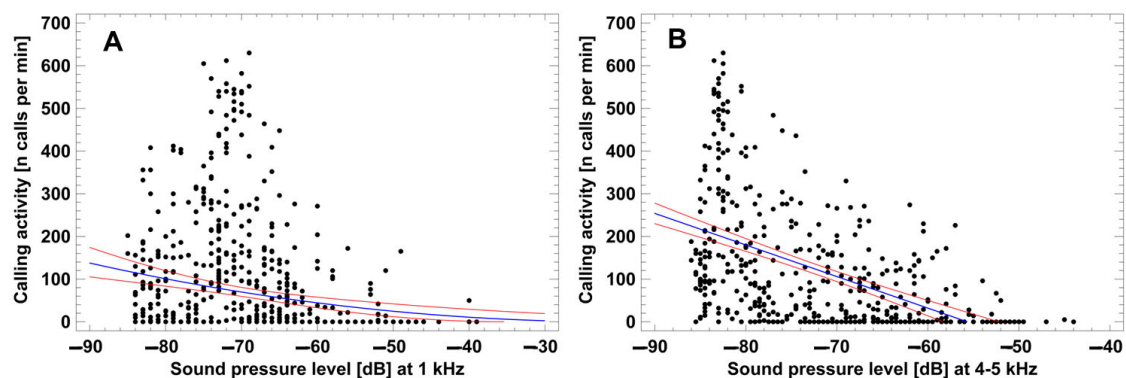 A
Calling activity [n calls per min]
700
600
500
400
300
200
100
0
−90 −80 −70 −60 −50 −40 −30
Sound pressure level [dB] at 1 kHz
B
Calling activity [n calls per min]
700
600
500
400
300
200
100
0
−90 −80 −70 −60 −50 −40
Sound pressure level [dB] at 4-5 kHz